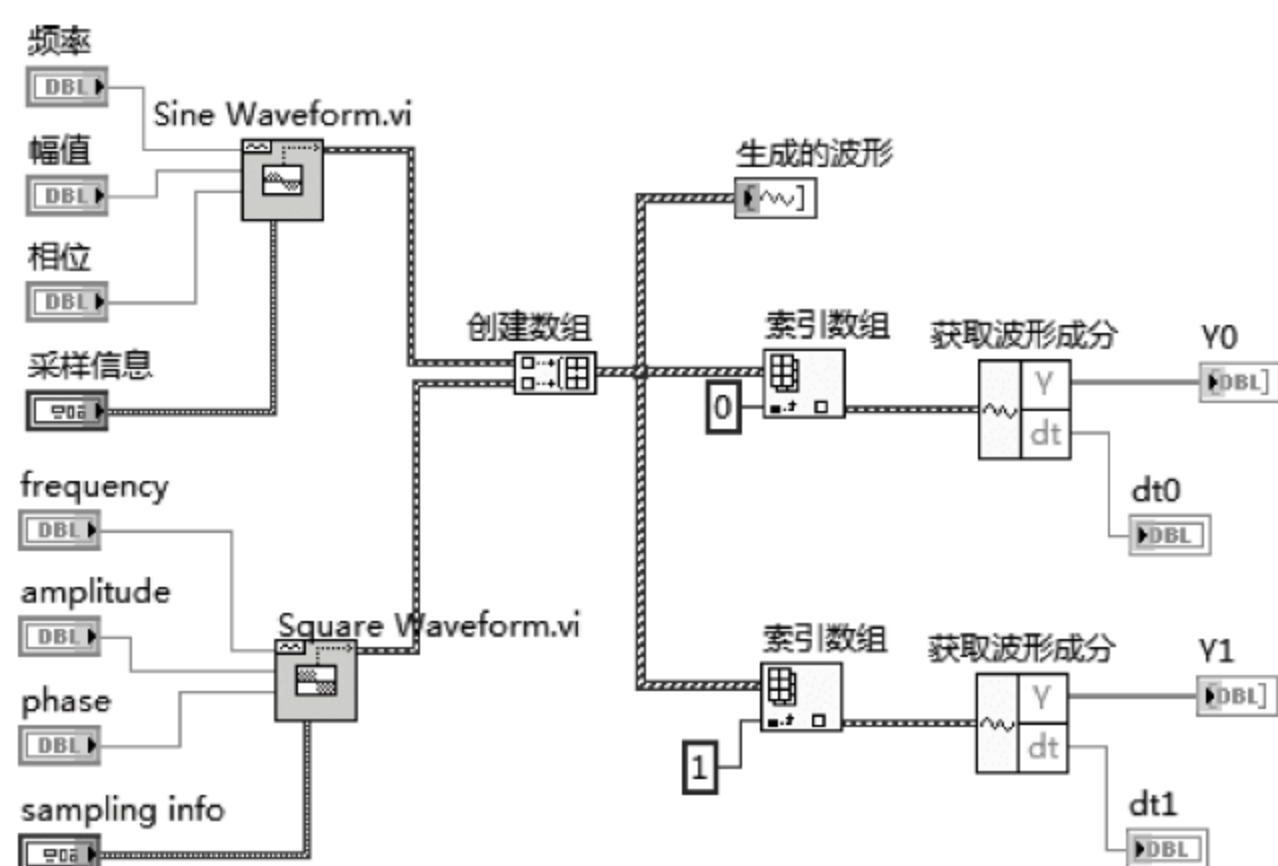 频率
DBL
Sine Waveform.vi
幅值
DBL
相位
DBL
采样信息
生成的波形
创建数组
索引数组
0
获取波形成分
Y
dt
Y0
DBL
dt0
DBL
frequency
DBL
amplitude
DBL
Square Waveform.vi
phase
DBL
sampling info
索引数组
1
获取波形成分
Y
dt
Y1
DBL
dt1
DBL